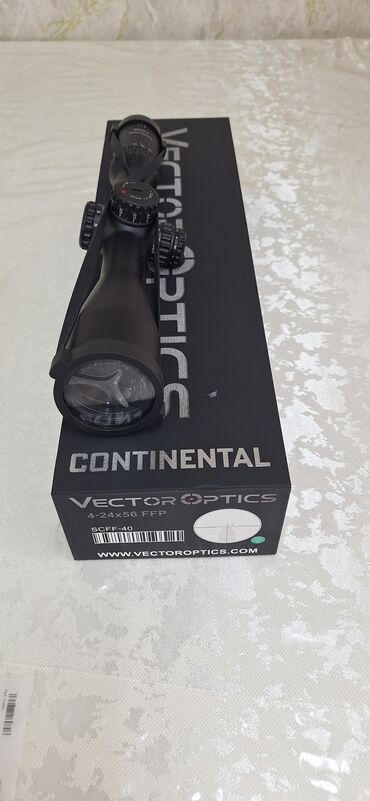 VECTOR OPTICS
CONTINENTAL
VECTOR OPTICS
4-24x56 FFP
SCFF-40
WWW.VECTOROPTICS.COM